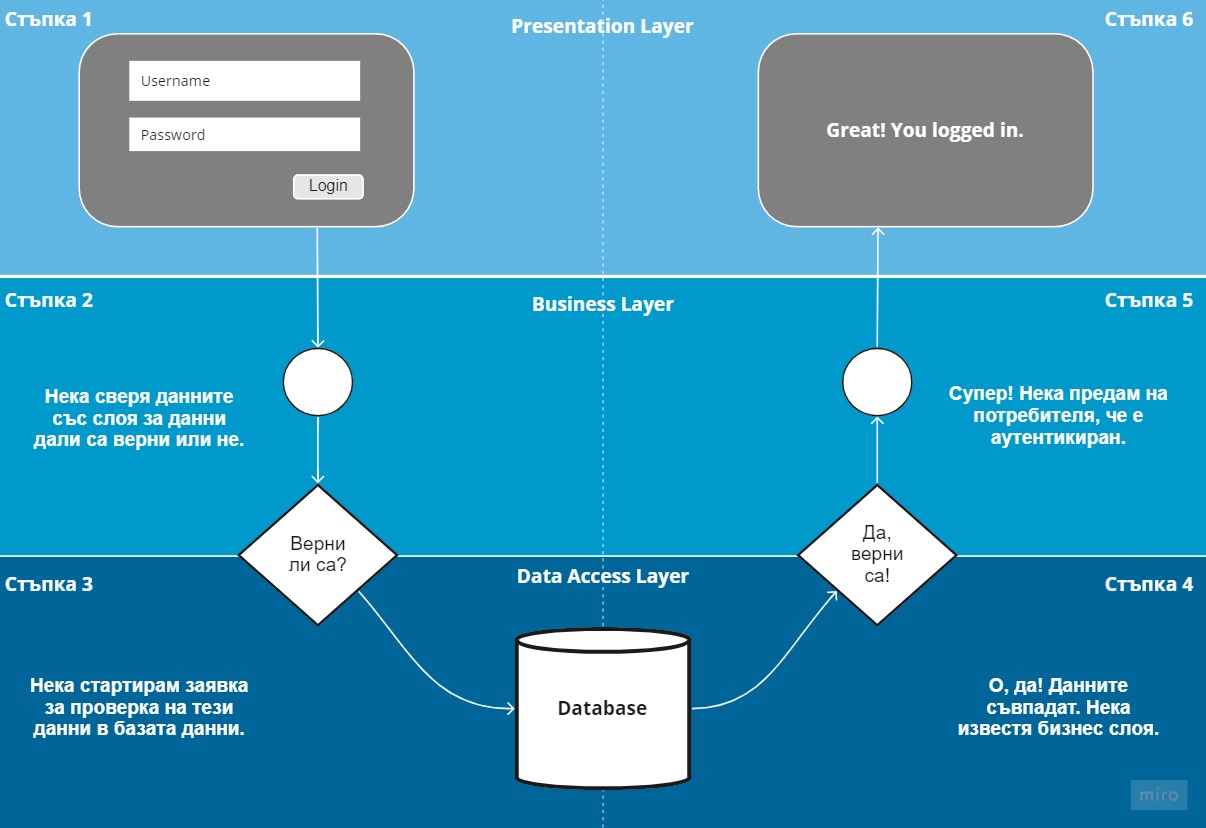 Стъпка 1
Presentation Layer
Стъпка 6
Username
Password
Login
Great! You logged in.
Стъпка 2
Business Layer
Стъпка 5
Нека сверя данните
със слоя за данни
дали са верни или не.
Супер! Нека предам на
потребителя, че е
аутентикиран.
Верни
ли са?
Да,
верни
са!
Стъпка 3
Data Access Layer
Стъпка 4
Нека стартирам заявка
за проверка на тези
данни в базата данни.
Database
О, да! Данните
съвпадат. Нека
известя бизнес слоя.
miro